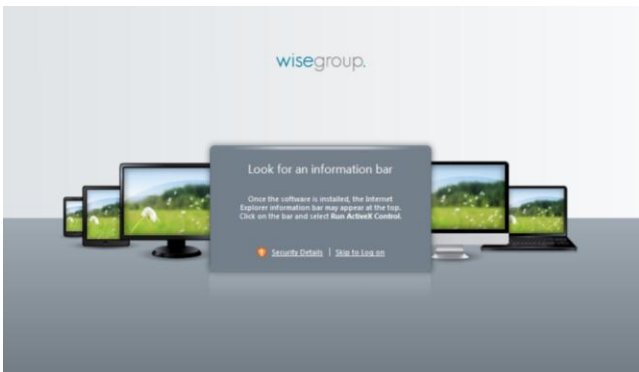 wisegroup.
Look for an information bar
Once the software is installed, the Internet
Explorer information bar may appear at the top.
Click on the bar and select Run ActiveX Control.
Security Details | Skip to Log on